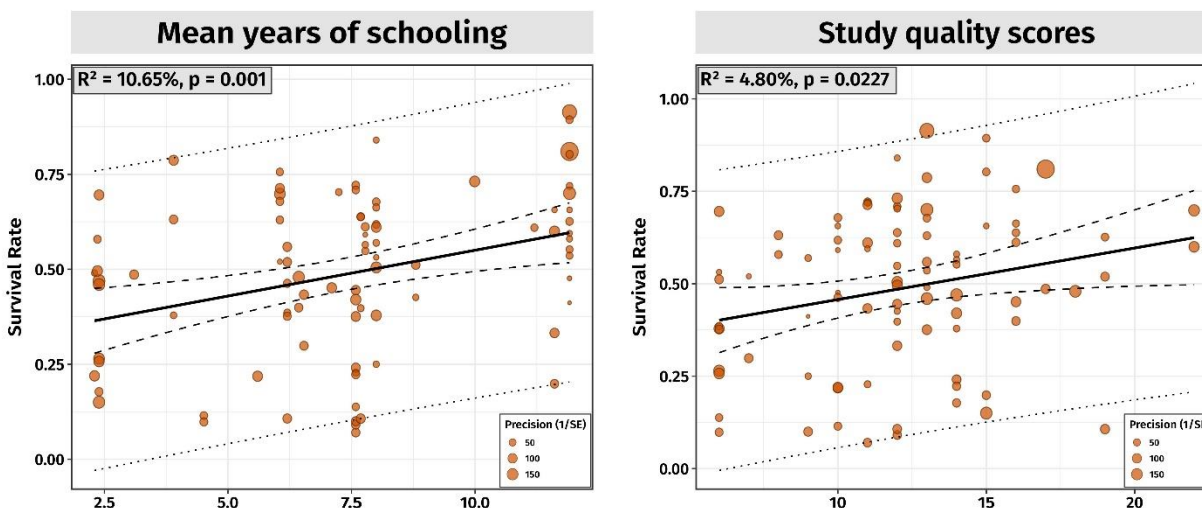 Mean years of schooling
R² = 10.65%, p = 0.001
Survival Rate
1.00
0.75
0.50
0.25
0.00
2.5 5.0 7.5 10.0
Precision (1/SE)
50
100
150
Study quality scores
R² = 4.80%, p = 0.0227
Survival Rate
1.00
0.75
0.50
0.25
0.00
10 15 20
Precision (1/SE)
50
100
150